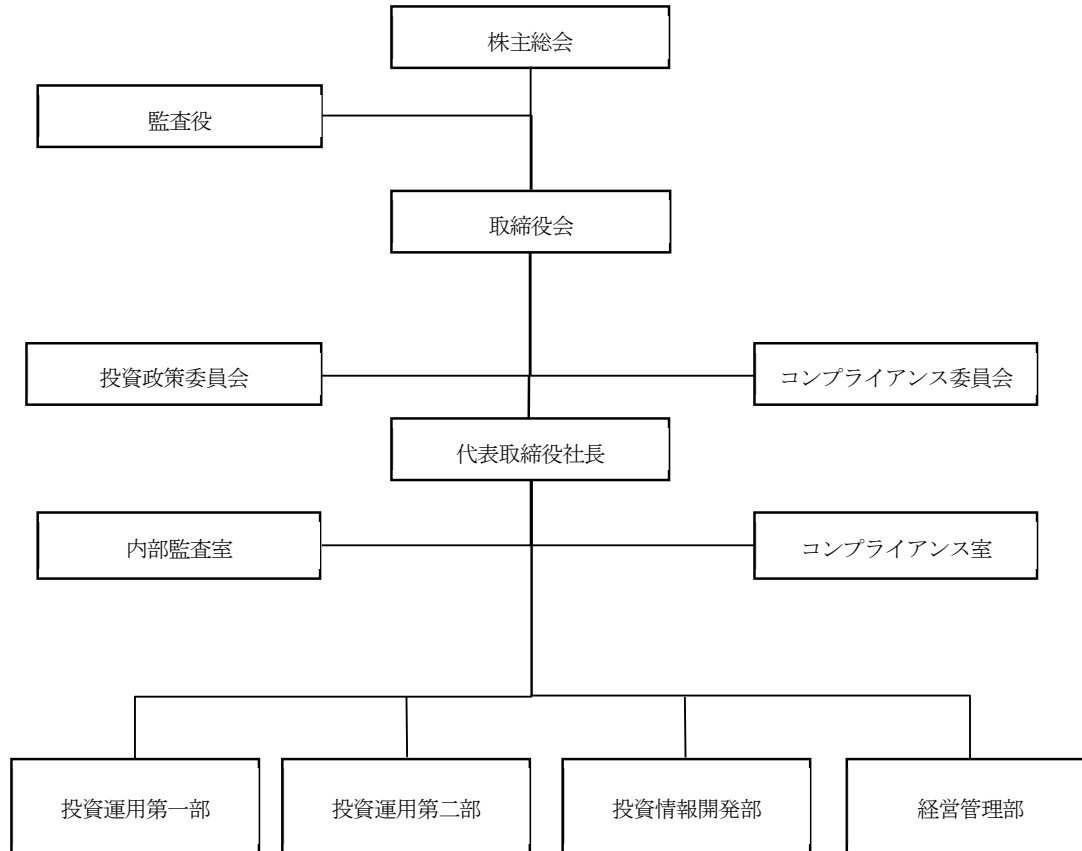 株主総会
監査役
取締役会
投資政策委員会
コンプライアンス委員会
代表取締役社長
内部監査室
コンプライアンス室
投資運用第一部
投資運用第二部
投資情報開発部
経営管理部